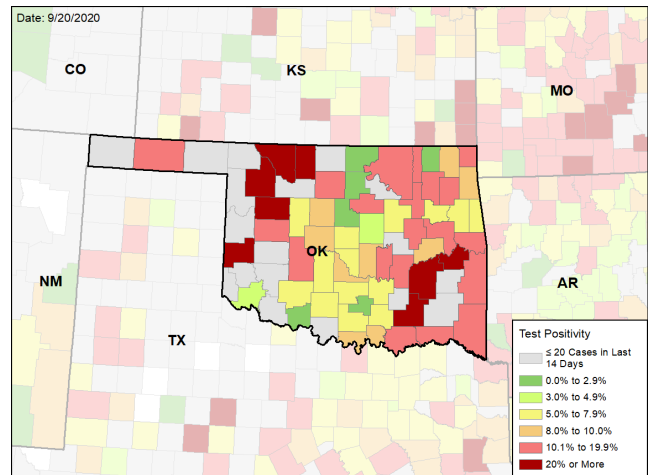 Date: 9/20/2020
CO
KS
MO
OK
NM
TX
AR
Test Positivity
≤ 20 Cases in Last
14 Days
0.0% to 2.9%
3.0% to 4.9%
5.0% to 7.9%
8.0% to 10.0%
10.1% to 19.9%
20% or More